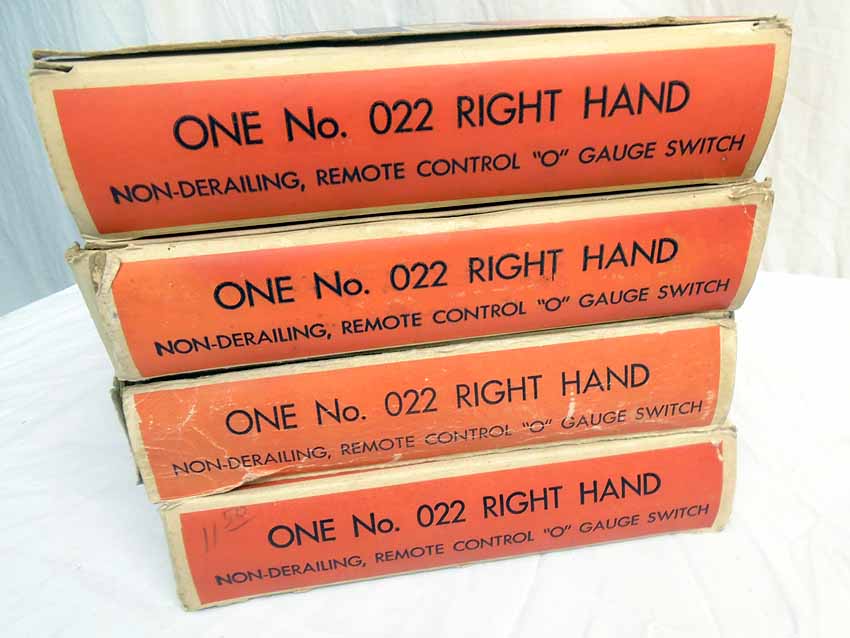 ONE No. 022 RIGHT HAND
NON-DERAILING, REMOTE CONTROL "O" GAUGE SWITCH
ONE No. 022 RIGHT HAND
NON-DERAILING, REMOTE CONTROL "O" GAUGE SWITCH
ONE No. 022 RIGHT HAND
NON-DERAILING, REMOTE CONTROL "O" GAUGE SWITCH
11 50
ONE No. 022 RIGHT HAND
NON-DERAILING, REMOTE CONTROL "O" GAUGE SWITCH